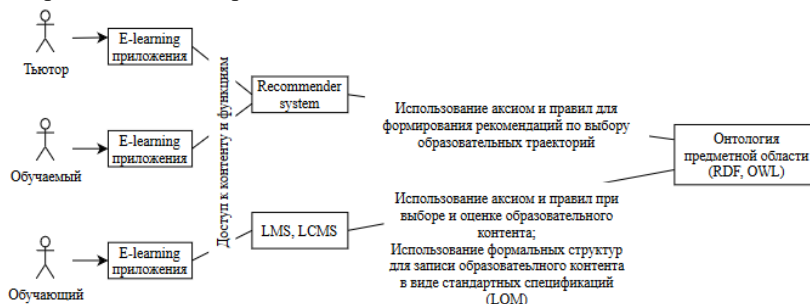 E-learning
приложения
Тьютор
Recommender
system
Доступ к контенту и функциям
Использование аксиом и правил для
формирования рекомендаций по выбору
образовательных траекторий
Онтология
предметной области
(RDF, OWL)
E-learning
приложения
Обучаемый
LMS, LCMS
Использование аксиом и правил при
выборе и оценке образовательного
контента;
Использование формальных структур
для записи образоватеьлного контента
в виде стандартных спецификаций
(LOM)
E-learning
приложения
Обучающий